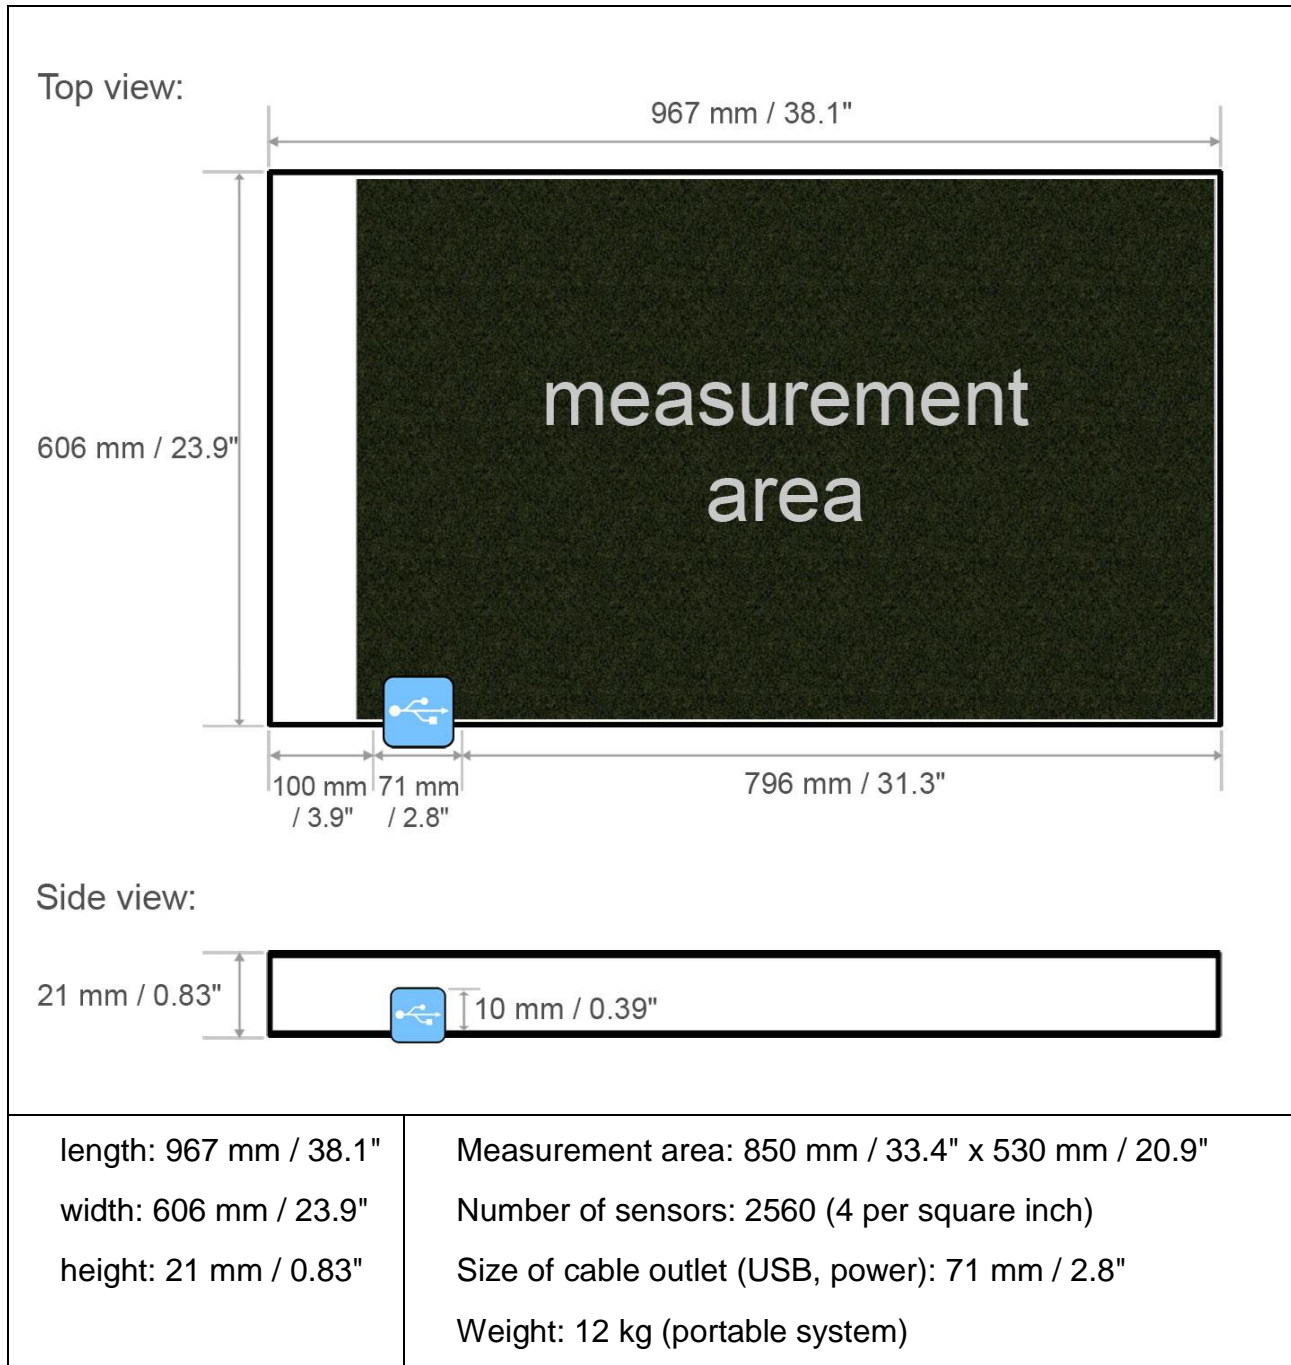 Top view:
967 mm / 38.1"
606 mm / 23.9"
measurement
area
100 mm
/ 3.9"
71 mm
/ 2.8"
796 mm / 31.3"
Side view:
21 mm / 0.83"
10 mm / 0.39"
length: 967 mm / 38.1"
width: 606 mm / 23.9"
height: 21 mm / 0.83"
Measurement area: 850 mm / 33.4" x 530 mm / 20.9"
Number of sensors: 2560 (4 per square inch)
Size of cable outlet (USB, power): 71 mm / 2.8"
Weight: 12 kg (portable system)